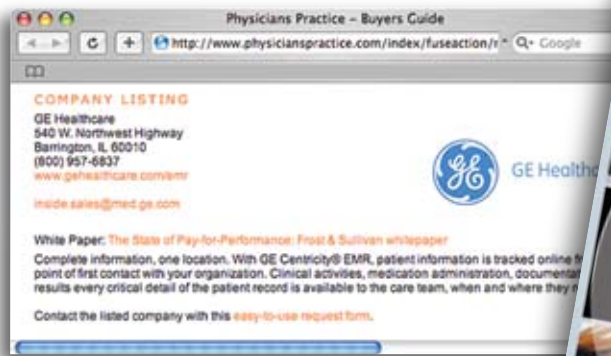 Physicians Practice – Buyers Guide
http://www.physicianspractice.com/index/fuseaction/r
Google
COMPANY LISTING
GE Healthcare
540 W. Northwest Highway
Barrington, IL 60010
(800) 957-6837
www.gehealthcare.com/emr
inside.sales@med.ge.com
GE
GE Healthc
White Paper: The State of Pay-for-Performance: Frost & Sullivan whitepaper
Complete information, one location. With GE Centricity® EMR, patient information is tracked online
point of first contact with your organization. Clinical activities, medication administration, documentat
results every critical detail of the patient record is available to the care team, when and where they
Contact the listed company with this easy-to-use request form.